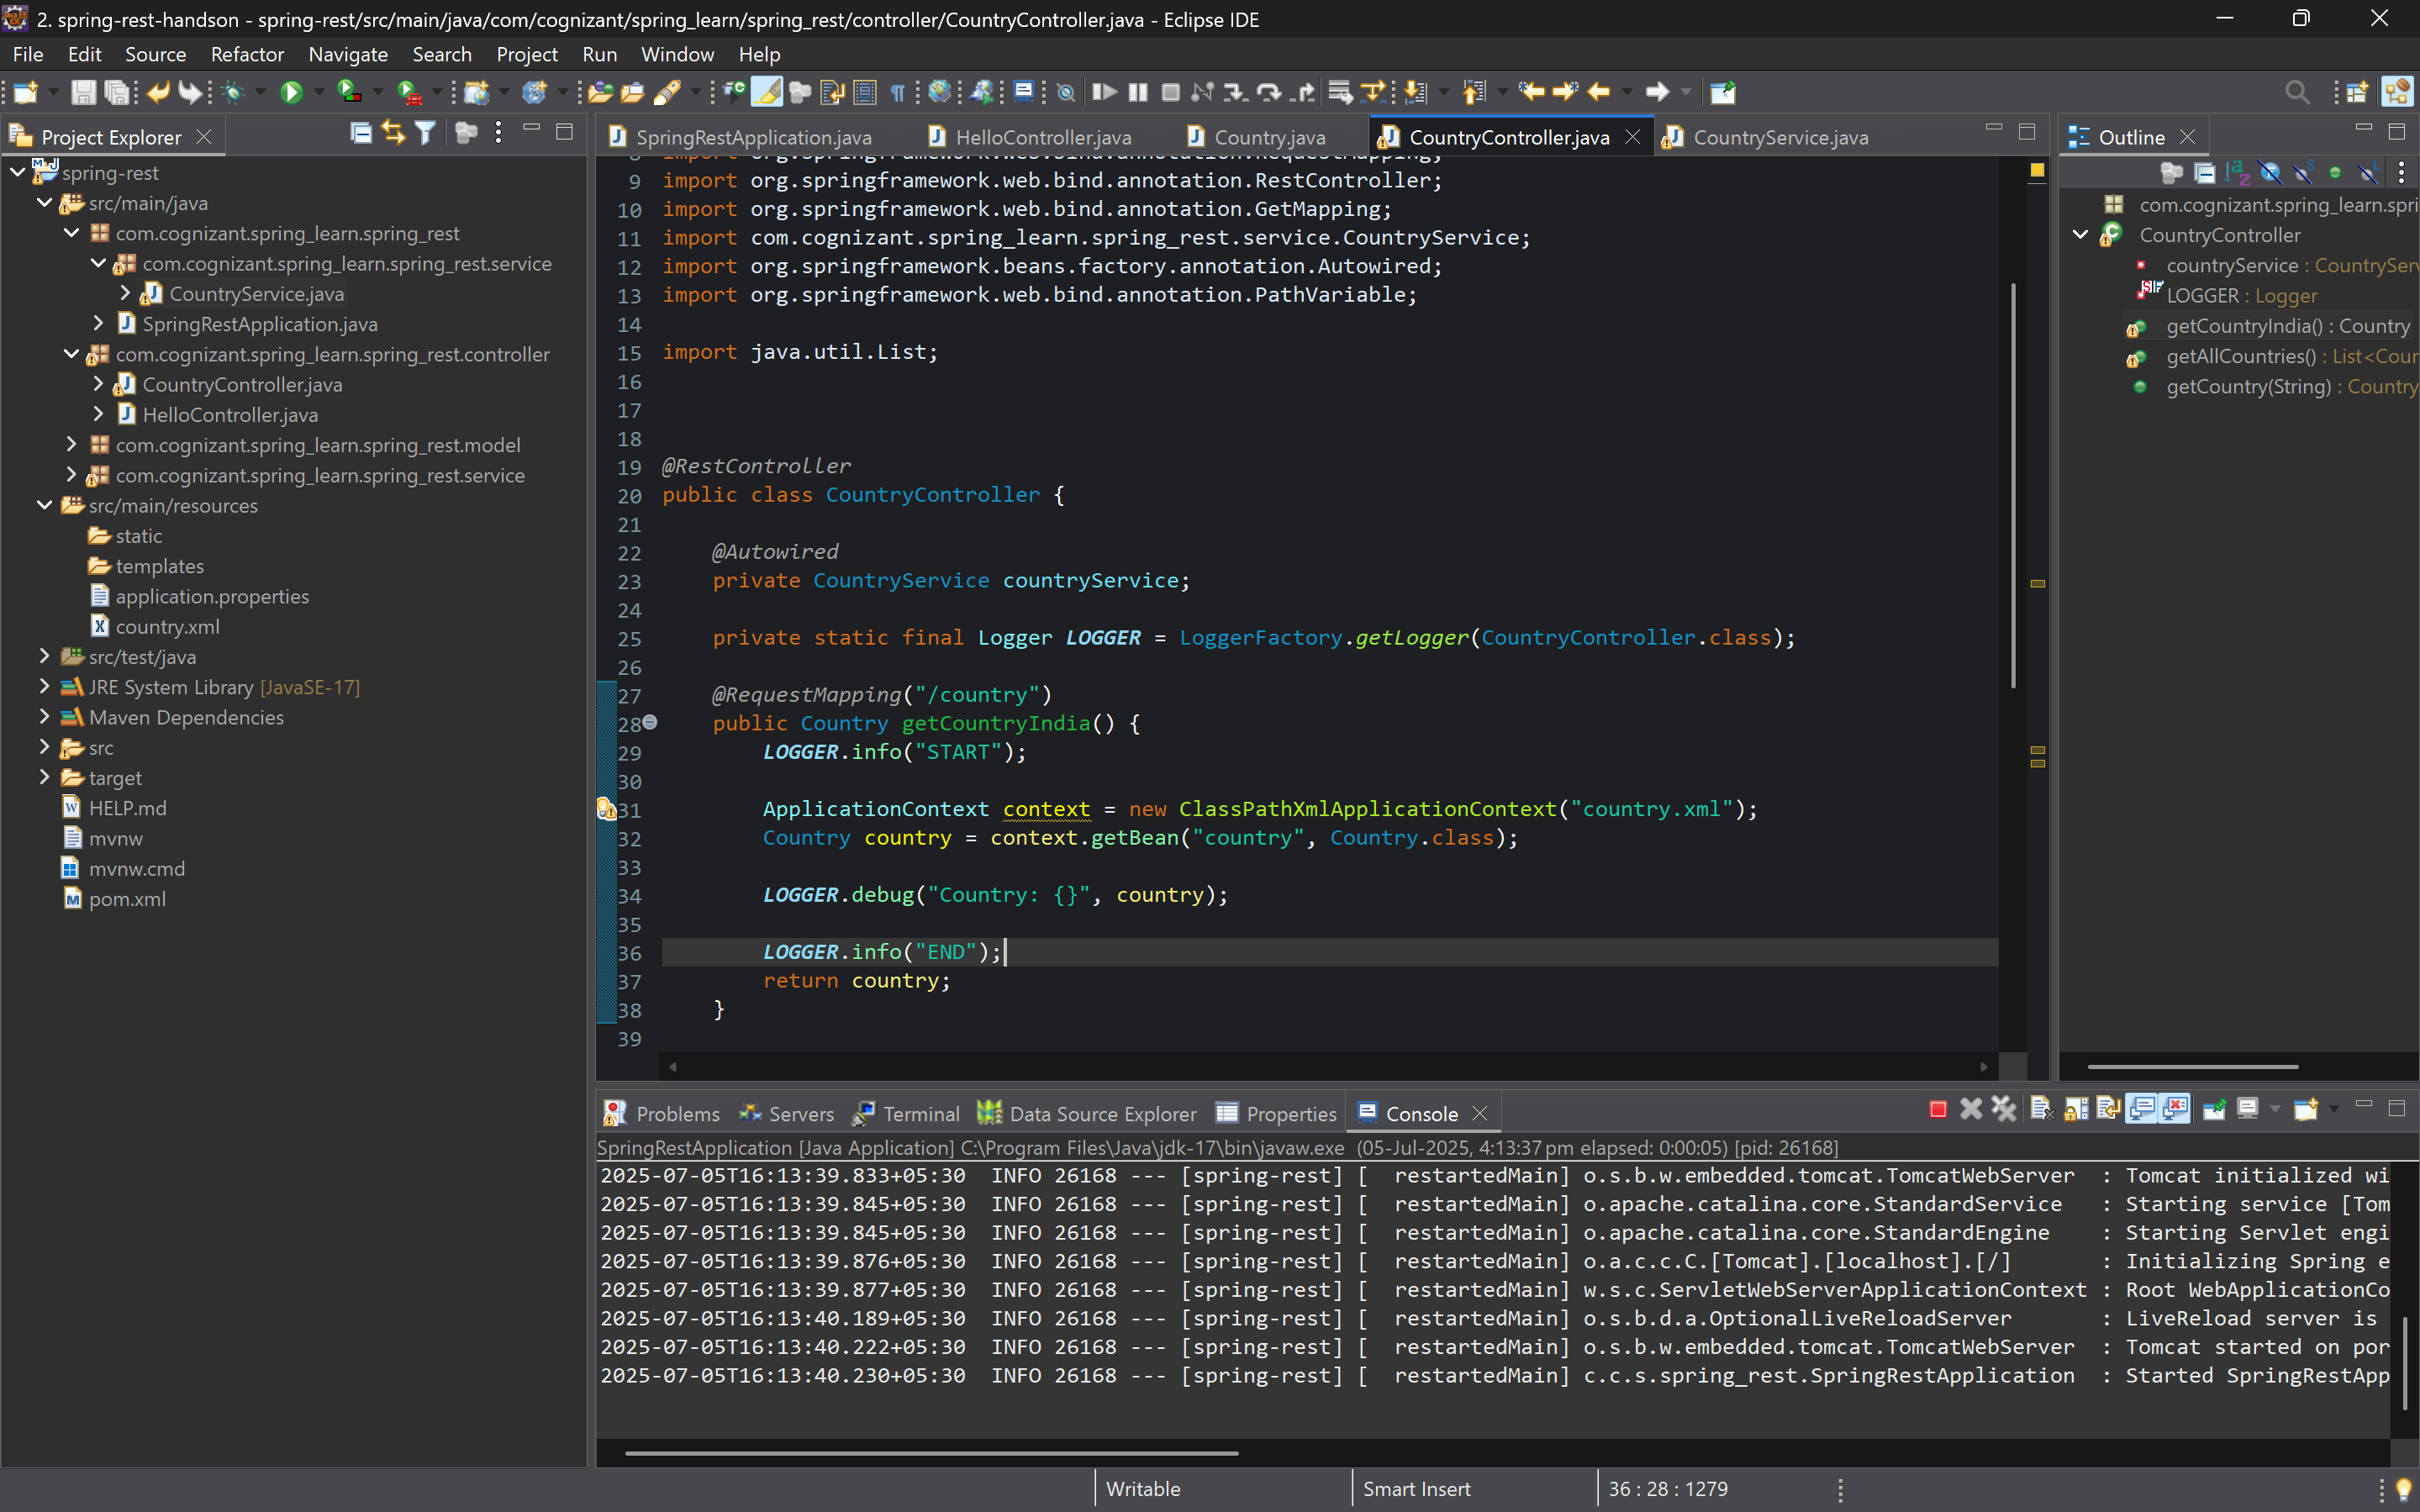 2. spring-rest-handson - spring-rest/src/main/java/com/cognizant/spring_learn/spring_rest/controller/CountryController.java - Eclipse IDE
File Edit Source Refactor Navigate Search Project Run Window Help
Project Explorer
spring-rest
src/main/java
com.cognizant.spring_learn.spring_rest
com.cognizant.spring_learn.spring_rest.service
CountryService.java
SpringRestApplication.java
com.cognizant.spring_learn.spring_rest.controller
CountryController.java
HelloController.java
com.cognizant.spring_learn.spring_rest.model
com.cognizant.spring_learn.spring_rest.service
src/main/resources
static
templates
application.properties
country.xml
src/test/java
JRE System Library [JavaSE-17]
Maven Dependencies
src
target
HELP.md
mvnw
mvnw.cmd
pom.xml
SpringRestApplication.java HelloController.java Country.java CountryController.java CountryService.java
8 import org.springframework.web.bind.annotation.RequestMapping;
9 import org.springframework.web.bind.annotation.RestController;
10 import org.springframework.web.bind.annotation.GetMapping;
11 import com.cognizant.spring_learn.spring_rest.service.CountryService;
12 import org.springframework.beans.factory.annotation.Autowired;
13 import org.springframework.web.bind.annotation.PathVariable;
14
15 import java.util.List;
16
17
18
19 @RestController
20 public class CountryController {
21
22 @Autowired
23 private CountryService countryService;
24
25 private static final Logger LOGGER = LoggerFactory.getLogger(CountryController.class);
26
27 @RequestMapping("/country")
28 public Country getCountryIndia() {
29 LOGGER.info("START");
30
31 ApplicationContext context = new ClassPathXmlApplicationContext("country.xml");
32 Country country = context.getBean("country", Country.class);
33
34 LOGGER.debug("Country: {}", country);
35
36 LOGGER.info("END");
37 return country;
38 }
39
Outline
com.cognizant.spring_learn.spri
CountryController
countryService : CountrySer
LOGGER : Logger
getCountryIndia() : Country
getAllCountries() : List<Cour
getCountry(String) : Country
Problems Servers Terminal Data Source Explorer Properties Console
SpringRestApplication [Java Application] C:\Program Files\Java\jdk-17\bin\javaw.exe (05-Jul-2025, 4:13:37 pm elapsed: 0:00:05) [pid: 26168]
2025-07-05T16:13:39.833+05:30 INFO 26168 --- [spring-rest] [ restartedMain] o.s.b.w.embedded.tomcat.TomcatWebServer : Tomcat initialized wi
2025-07-05T16:13:39.845+05:30 INFO 26168 --- [spring-rest] [ restartedMain] o.apache.catalina.core.StandardService : Starting service [Tom
2025-07-05T16:13:39.845+05:30 INFO 26168 --- [spring-rest] [ restartedMain] o.apache.catalina.core.StandardEngine : Starting Servlet engi
2025-07-05T16:13:39.876+05:30 INFO 26168 --- [spring-rest] [ restartedMain] o.a.c.c.C.[Tomcat].[localhost].[/] : Initializing Spring e
2025-07-05T16:13:39.877+05:30 INFO 26168 --- [spring-rest] [ restartedMain] w.s.c.ServletWebServerApplicationContext : Root WebApplicationCo
2025-07-05T16:13:40.189+05:30 INFO 26168 --- [spring-rest] [ restartedMain] o.s.b.d.a.OptionalLiveReloadServer : LiveReload server is
2025-07-05T16:13:40.222+05:30 INFO 26168 --- [spring-rest] [ restartedMain] o.s.b.w.embedded.tomcat.TomcatWebServer : Tomcat started on por
2025-07-05T16:13:40.230+05:30 INFO 26168 --- [spring-rest] [ restartedMain] c.c.s.spring_rest.SpringRestApplication : Started SpringRestApp
Writable Smart Insert 36 : 28 : 1279